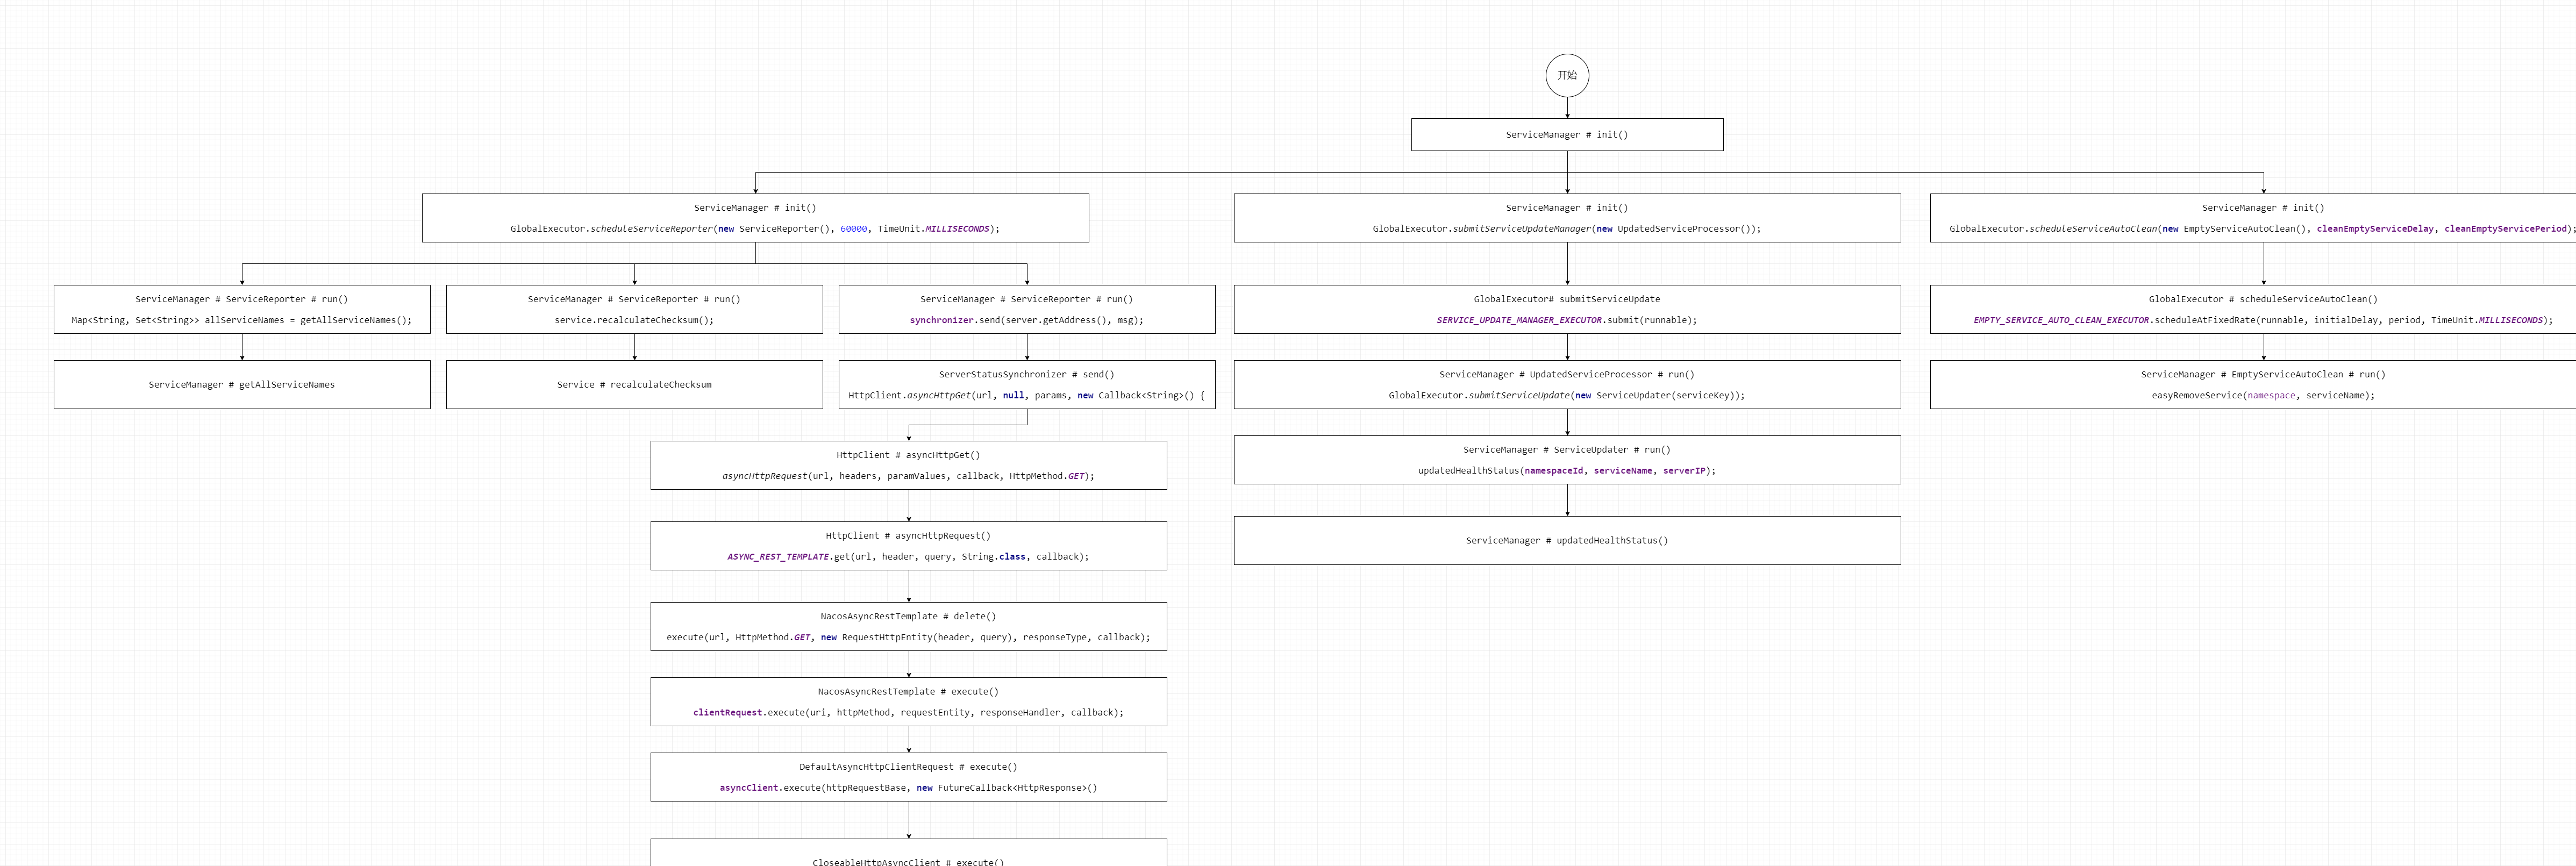 开始
ServiceManager # init()
ServiceManager # init()
GlobalExecutor.scheduleServiceReporter(new ServiceReporter(), 60000, TimeUnit.MILLISECONDS);
ServiceManager # init()
GlobalExecutor.submitServiceUpdateManager(new UpdatedServiceProcessor());
ServiceManager # init()
GlobalExecutor.scheduleServiceAutoClean(new EmptyServiceAutoClean(), cleanEmptyServiceDelay, cleanEmptyServicePeriod);
ServiceManager # ServiceReporter # run()
Map<String, Set<String>> allServiceNames = getAllServiceNames();
ServiceManager # ServiceReporter # run()
service.recalculateChecksum();
ServiceManager # ServiceReporter # run()
synchronizer.send(server.getAddress(), msg);
GlobalExecutor# submitServiceUpdate
SERVICE_UPDATE_MANAGER_EXECUTOR.submit(runnable);
GlobalExecutor # scheduleServiceAutoClean()
EMPTY_SERVICE_AUTO_CLEAN_EXECUTOR.scheduleAtFixedRate(runnable, initialDelay, period, TimeUnit.MILLISECONDS);
ServiceManager # getAllServiceNames
Service # recalculateChecksum
ServerStatusSynchronizer # send()
HttpClient.asyncHttpGet(url, null, params, new Callback<String>() {
ServiceManager # UpdatedServiceProcessor # run()
GlobalExecutor.submitServiceUpdate(new ServiceUpdater(serviceKey));
ServiceManager # EmptyServiceAutoClean # run()
easyRemoveService(namespace, serviceName);
HttpClient # asyncHttpGet()
asyncHttpRequest(url, headers, paramValues, callback, HttpMethod.GET);
ServiceManager # ServiceUpdater # run()
updatedHealthStatus(namespaceId, serviceName, serverIP);
HttpClient # asyncHttpRequest()
ASYNC_REST_TEMPLATE.get(url, header, query, String.class, callback);
ServiceManager # updatedHealthStatus()
NacosAsyncRestTemplate # delete()
execute(url, HttpMethod.GET, new RequestHttpEntity(header, query), responseType, callback);
NacosAsyncRestTemplate # execute()
clientRequest.execute(uri, httpMethod, requestEntity, responseHandler, callback);
DefaultAsyncHttpClientRequest # execute()
asyncClient.execute(httpRequestBase, new FutureCallback<HttpResponse>()
CloseableHttpAsyncClient # execute()